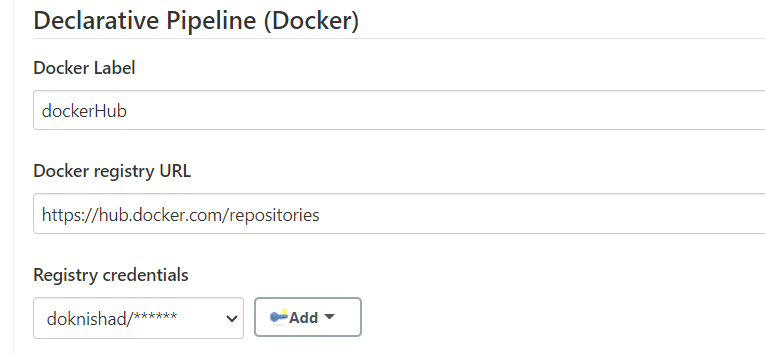 Declarative Pipeline (Docker)
Docker Label
dockerHub
Docker registry URL
https://hub.docker.com/repositories
Registry credentials
doknishad/****** Add